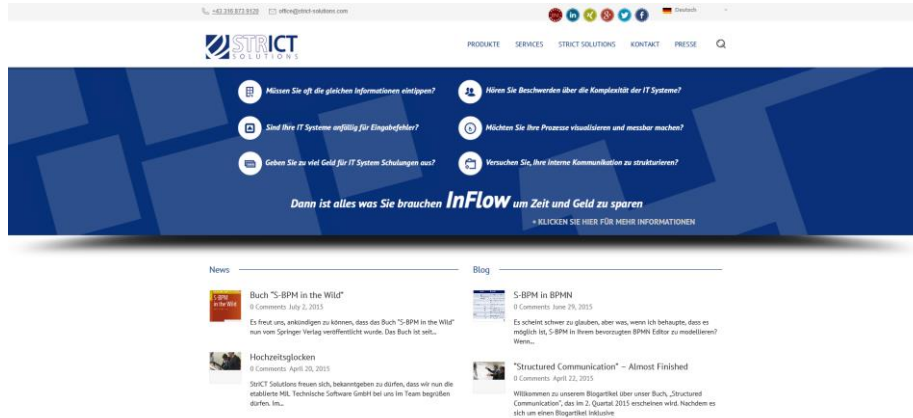 +43 316 873 9120
office@strict-solutions.com
Deutsch
STRICT
SOLUTIONS
PRODUKTE SERVICES STRICT SOLUTIONS KONTAKT PRESSE
Müssen Sie oft die gleichen Informationen eintippen?
Hören Sie Beschwerden über die Komplexität der IT Systeme?
Sind Ihre IT Systeme anfällig für Eingabefehler?
Möchten Sie Ihre Prozesse visualisieren und messbar machen?
Geben Sie zu viel Geld für IT System Schulungen aus?
Versuchen Sie, Ihre interne Kommunikation zu strukturieren?
Dann ist alles was Sie brauchen InFlow um Zeit und Geld zu sparen
+ KLICKEN SIE HIER FÜR MEHR INFORMATIONEN
News
S-BPM
in the Wild
Buch "S-BPM in the Wild"
0 Comments July 2, 2015
Es freut uns, ankündigen zu können, dass das Buch "S-BPM in the Wild"
nun vom Springer Verlag veröffentlicht wurde. Das Buch ist seit...
Hochzeitsglocken
0 Comments April 20, 2015
StrICT Solutions freuen sich, bekanntgeben zu dürfen, dass wir nun die
etablierte MIL Technische Software GmbH bei uns im Team begrüßen
dürfen. Im...
Blog
S-BPM in BPMN
0 Comments June 29, 2015
Es scheint schwer zu glauben, aber was, wenn ich behaupte, dass es
möglich ist, S-BPM in Ihrem bevorzugten BPMN Editor zu modellieren?
Wenn...
"Structured Communication" – Almost Finished
0 Comments April 22, 2015
Willkommen zu unserem Blogartikel über unser Buch, „Structured
Communication", das im 2. Quartal 2015 erscheinen wird. Nachdem es
sich um einen Blogartikel inklusive